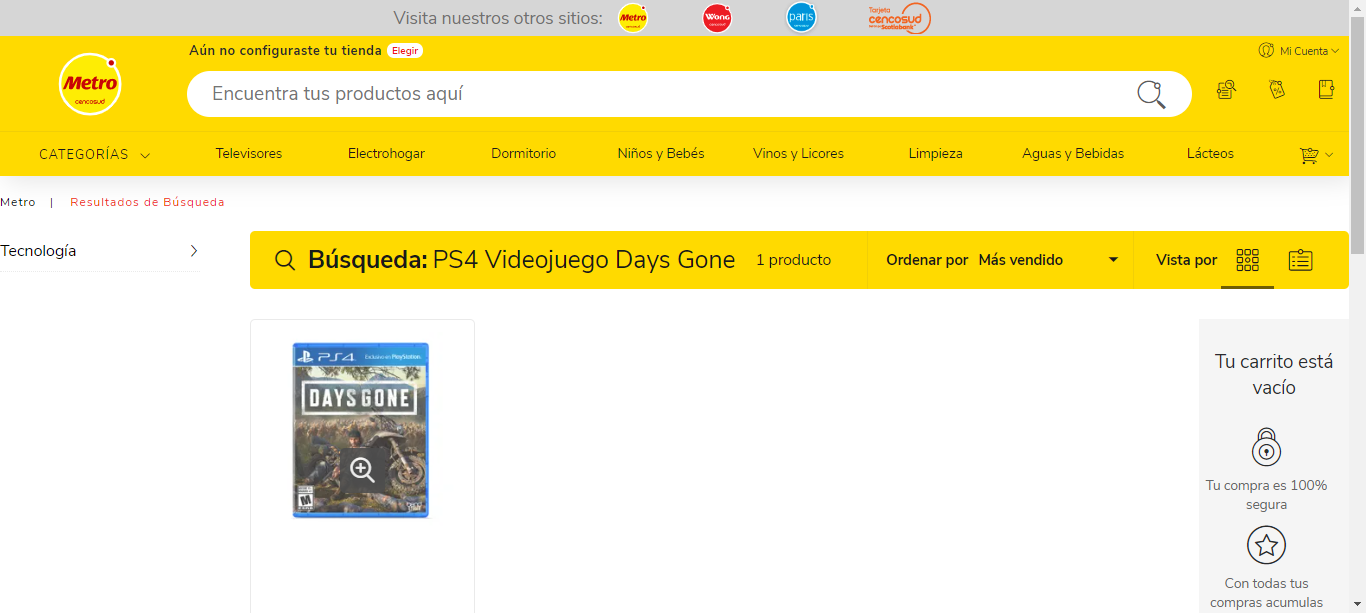 Visita nuestros otros sitios:
Metro
cencosud
Wong
cencosud
paris
Tarjeta
cencosud
Scotiabank
Aún no configuraste tu tienda Elegir
Mi Cuenta
Metro
cencosud
Encuentra tus productos aquí
CATEGORÍAS
Televisores
Electrohogar
Dormitorio
Niños y Bebés
Vinos y Licores
Limpieza
Aguas y Bebidas
Lácteos
Metro | Resultados de Búsqueda
Tecnología
Búsqueda: PS4 Videojuego Days Gone 1 producto
Ordenar por Más vendido
Vista por
PS4 Exclusivo en PlayStation
DAYS GONE
M
Tu carrito está
vacío
Tu compra es 100%
segura
Con todas tus
compras acumulas